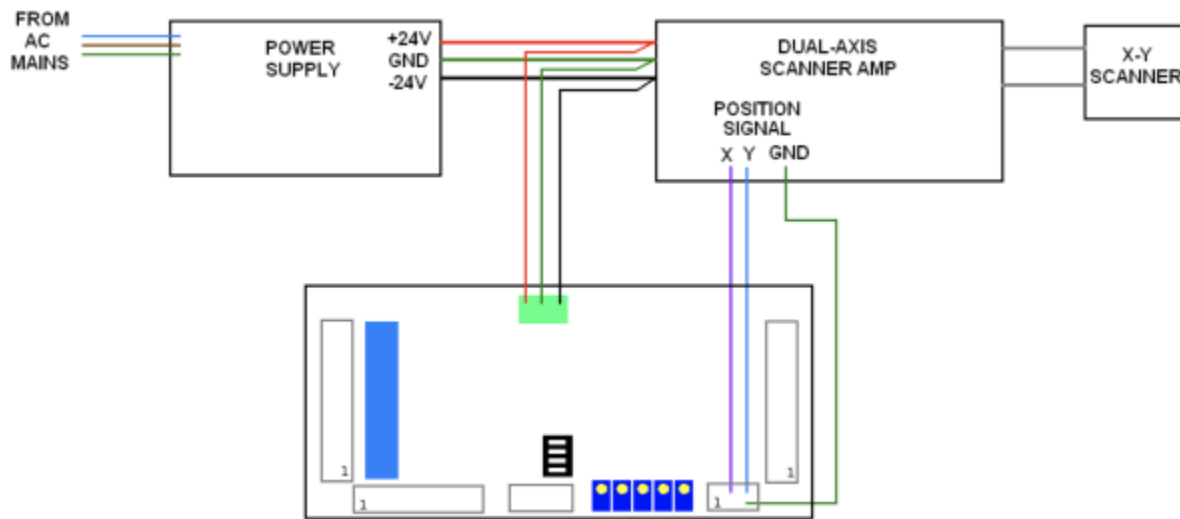 FROM
AC
MAINS
POWER
SUPPLY
+24V
GND
-24V
DUAL-AXIS
SCANNER AMP
POSITION
SIGNAL
X Y GND
X-Y
SCANNER
1
1
1
1